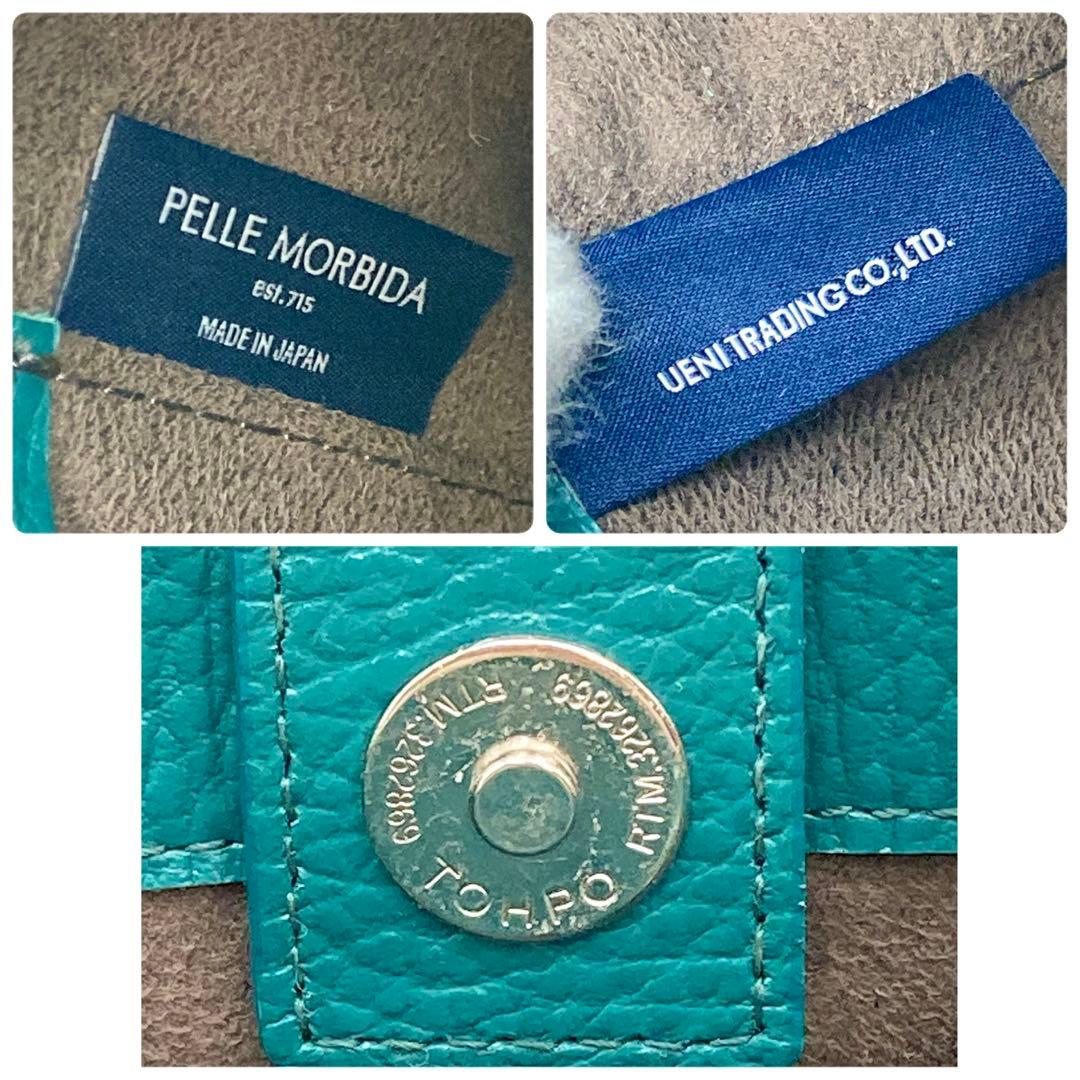 PELLE MORBIDA
est.715
MADE IN JAPAN
UENI TRADING CO.,LTD.
RTM.3262869
RTM.3262869
TOHPO